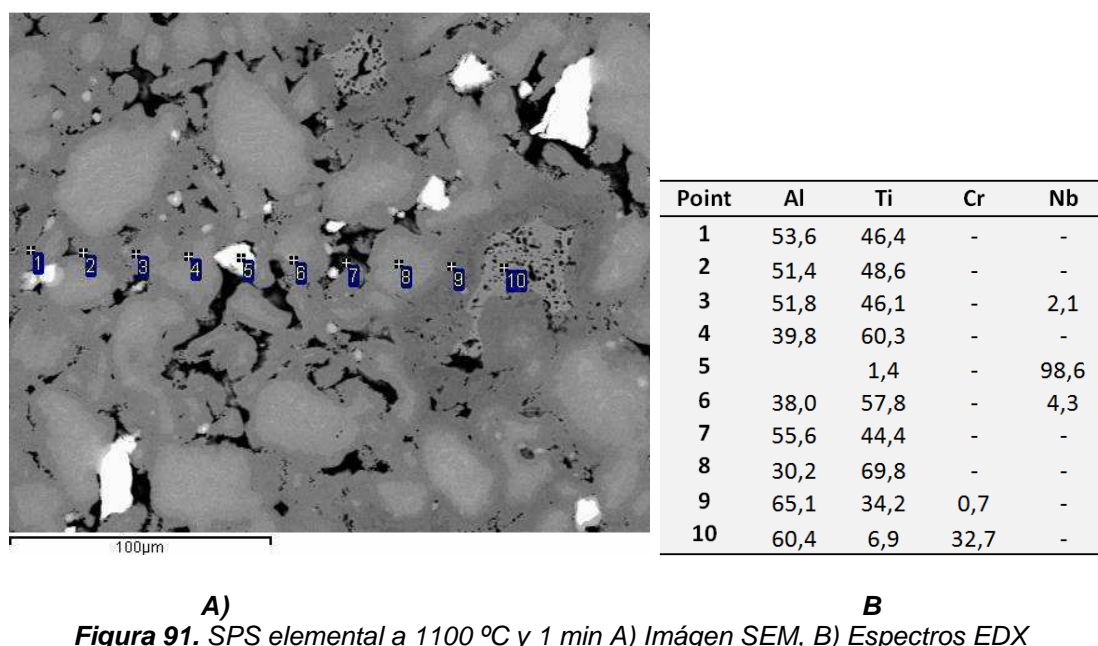 1 2 3 4 5 6 7 8 9 10
100µm
Point Al Ti Cr Nb
1 53,6 46,4 - -
2 51,4 48,6 - -
3 51,8 46,1 - 2,1
4 39,8 60,3 - -
5 1,4 - 98,6
6 38,0 57,8 - 4,3
7 55,6 44,4 - -
8 30,2 69,8 - -
9 65,1 34,2 0,7 -
10 60,4 6,9 32,7 -
A) B
Figura 91. SPS elemental a 1100 ºC y 1 min A) Imágen SEM, B) Espectros EDX